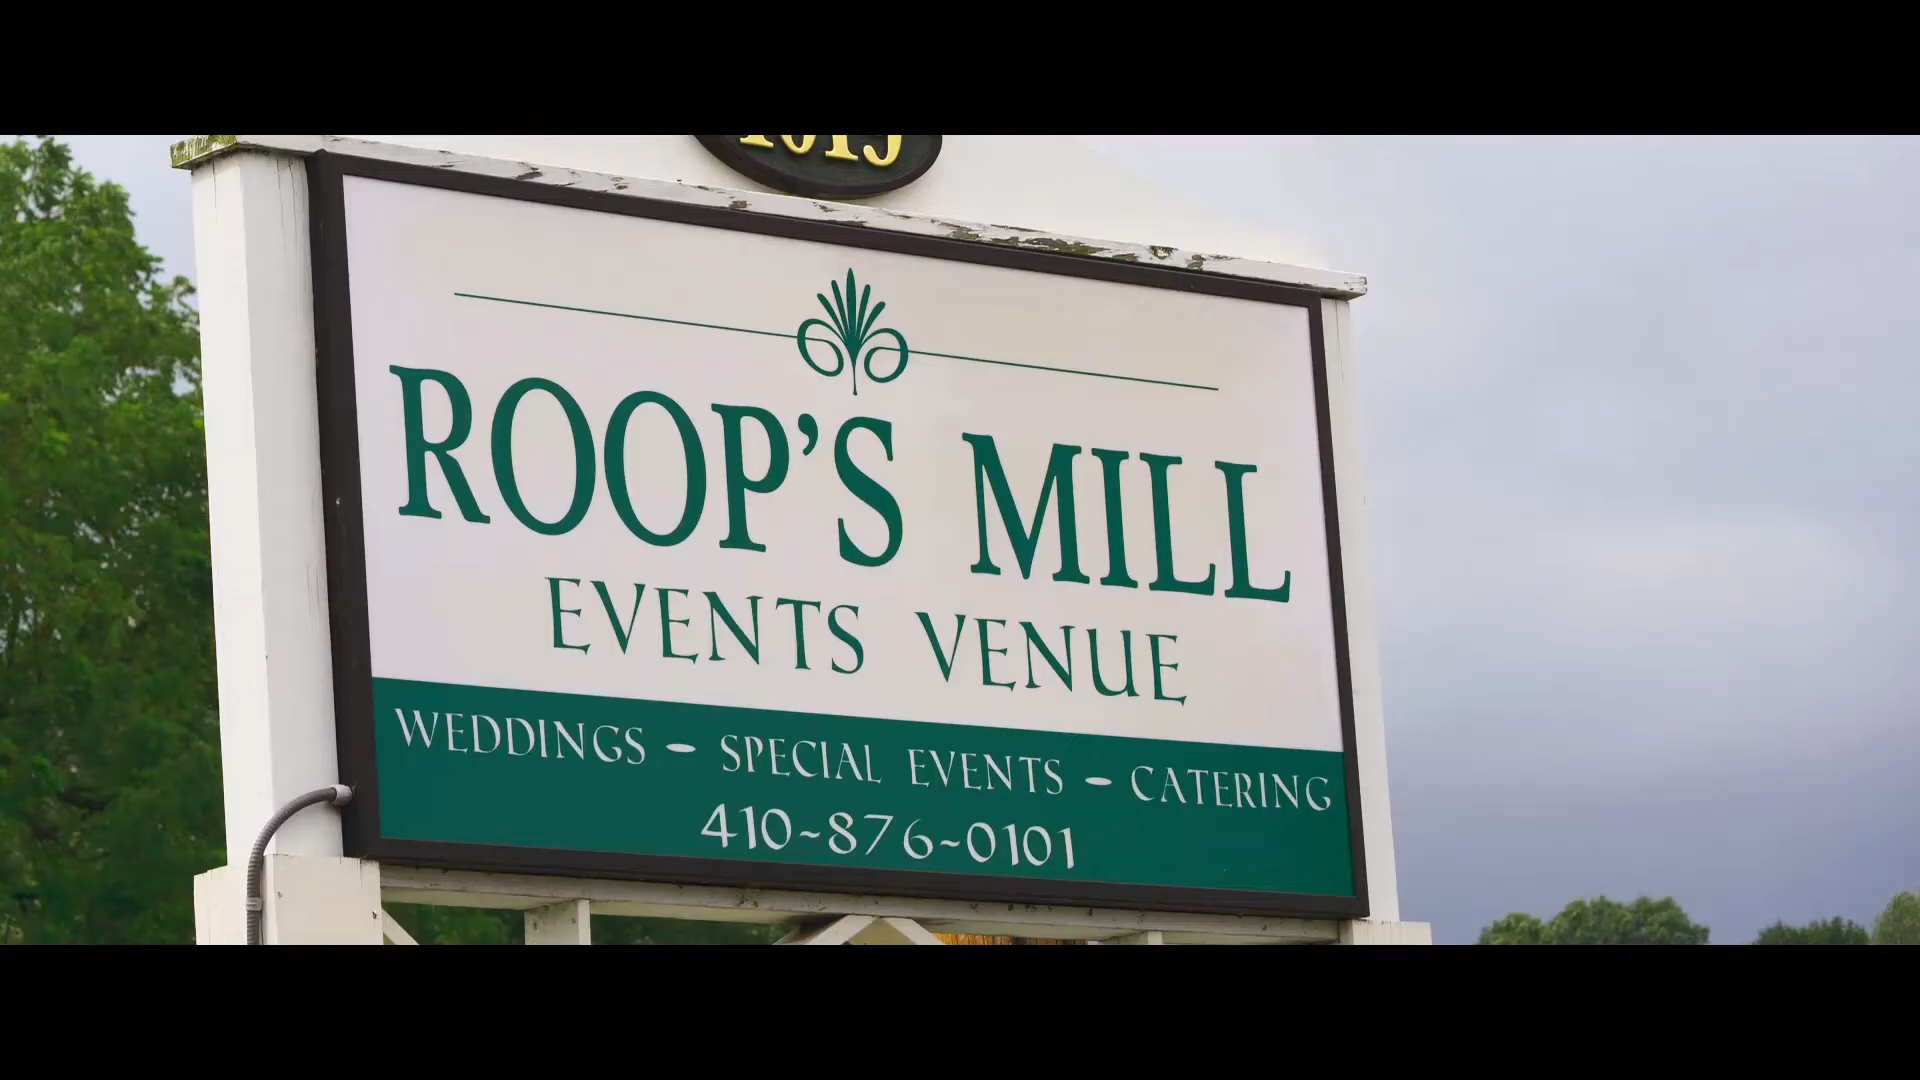 ROOP'S MILL
EVENTS VENUE
WEDDINGS - SPECIAL EVENTS - CATERING
410-876-0101